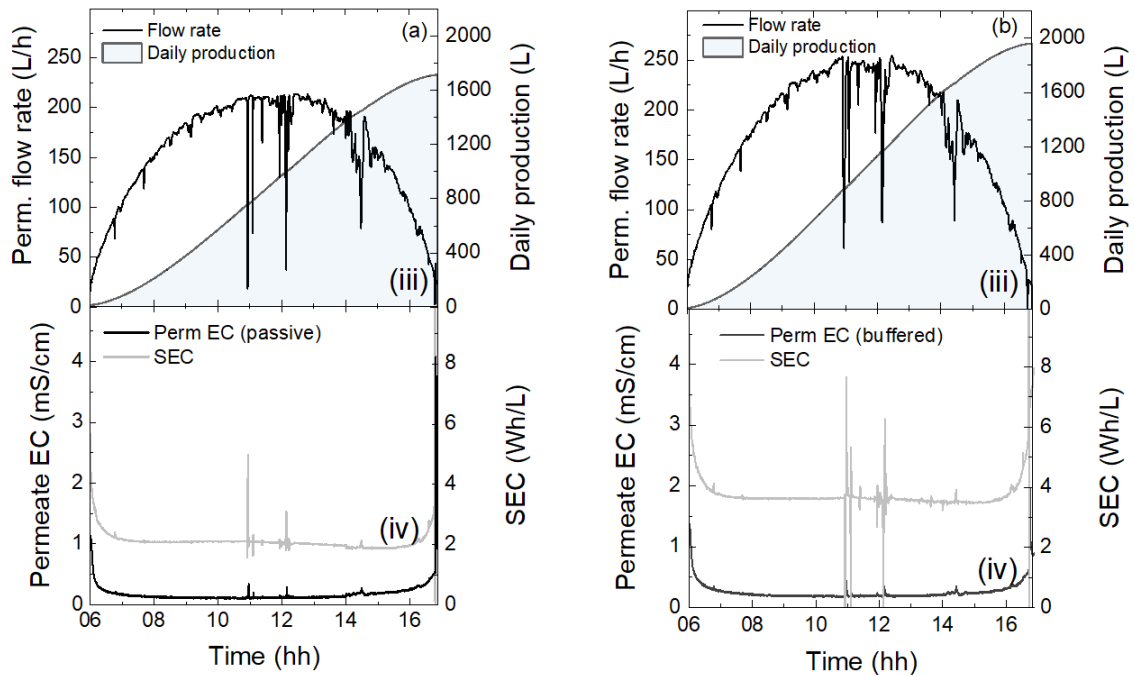 Flow rate
Daily production
(a)
250
200
150
100
50
0
Perm. flow rate (L/h)
2000
1600
1200
800
400
0
Daily production (L)
(iii)
Perm EC (passive)
SEC
4
3
2
1
0
Permeate EC (mS/cm)
8
6
4
2
0
SEC (Wh/L)
(iv)
06 08 10 12 14 16
Time (hh)
Flow rate
Daily production
(b)
250
200
150
100
50
0
Perm. flow rate (L/h)
2000
1600
1200
800
400
0
Daily production (L)
(iii)
Perm EC (buffered)
SEC
4
3
2
1
0
Permeate EC (mS/cm)
8
6
4
2
0
SEC (Wh/L)
(iv)
06 08 10 12 14 16
Time (hh)